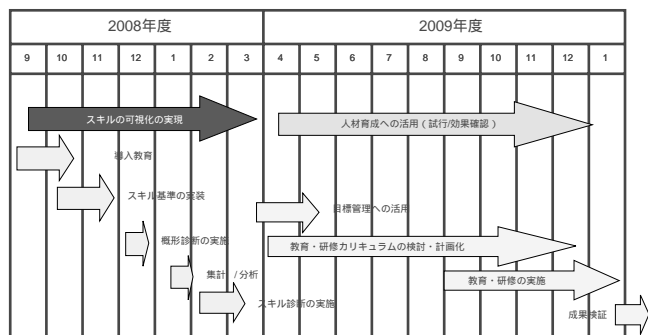 2008年度 2009年度
9 10 11 12 1 2 3 4 5 6 7 8 9 10 11 12 1
スキルの可視化の実現 人材育成への活用(試行/効果確認)
導入教育
スキル基準の実装
目標管理への活用
概形診断の実施
教育・研修カリキュラムの検討・計画化
集計 /分析
教育・研修の実施
スキル診断の実施
成果検証